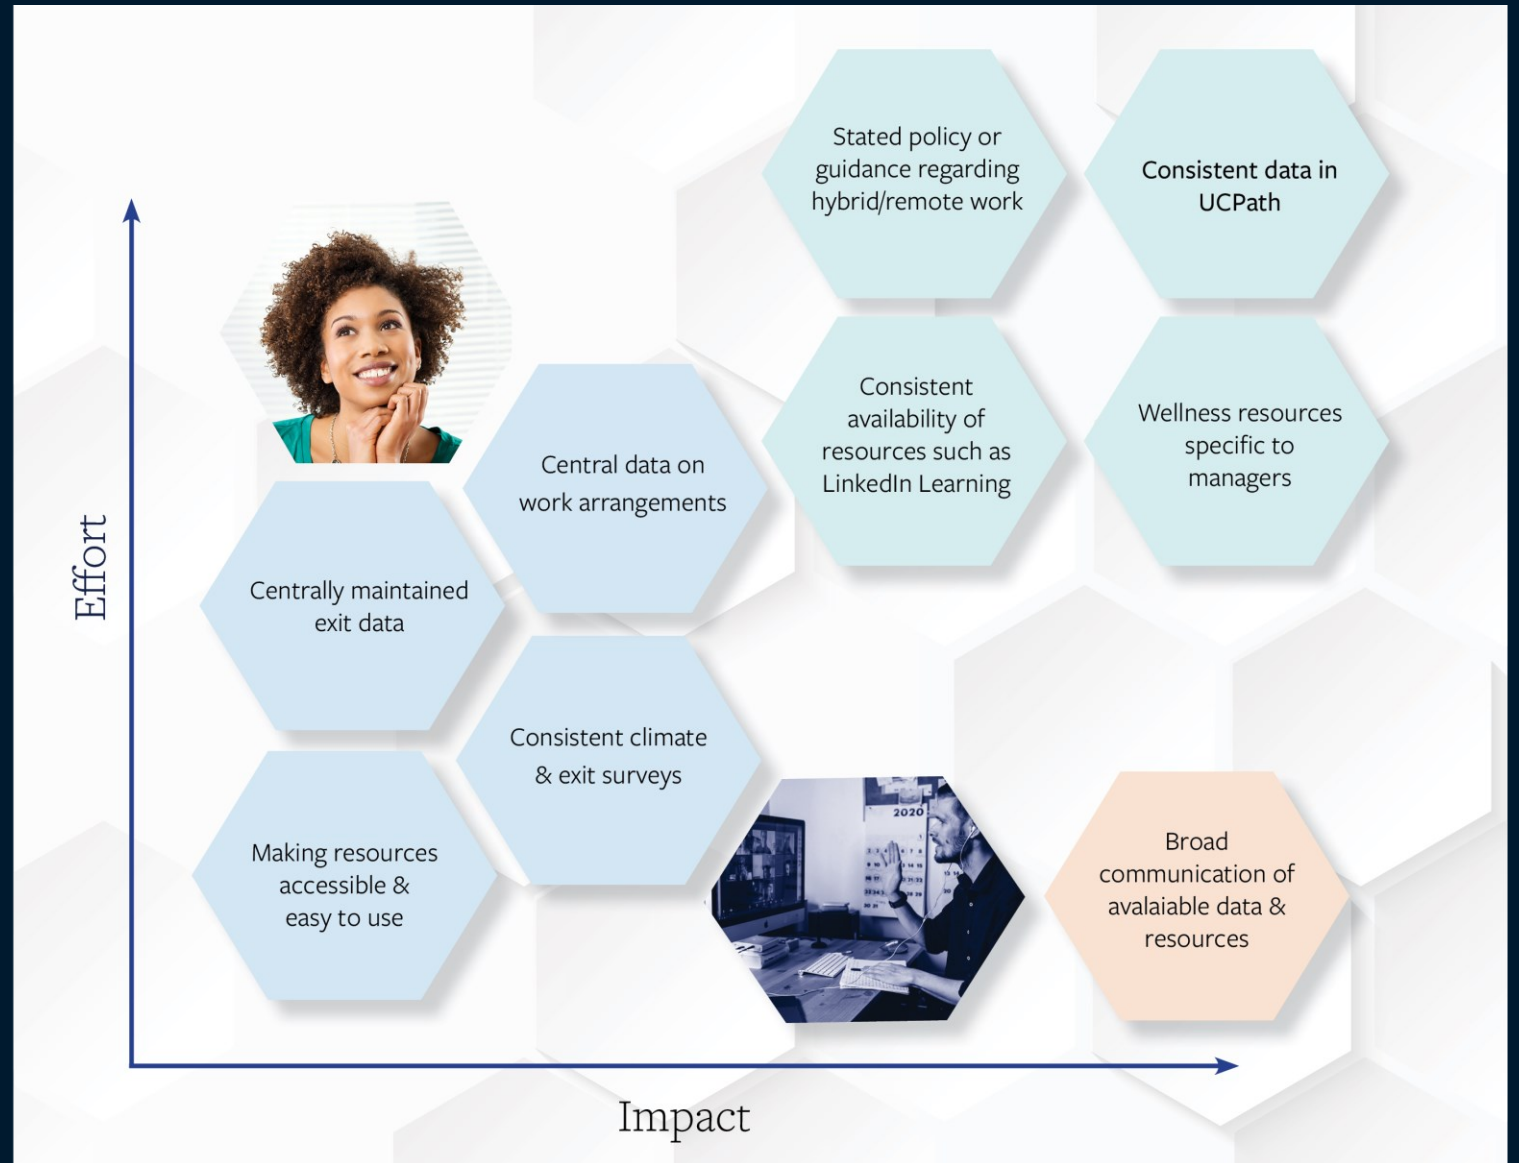 Stated policy or
guidance regarding
hybrid/remote work
Consistent data in
UCPath
Consistent
availability of
resources such as
LinkedIn Learning
Wellness resources
specific to
managers
Central data on
work arrangements
Centrally maintained
exit data
Consistent climate
& exit surveys
Making resources
accessible &
easy to use
2020
Broad
communication of
avalaiable data &
resources
Effort
Impact